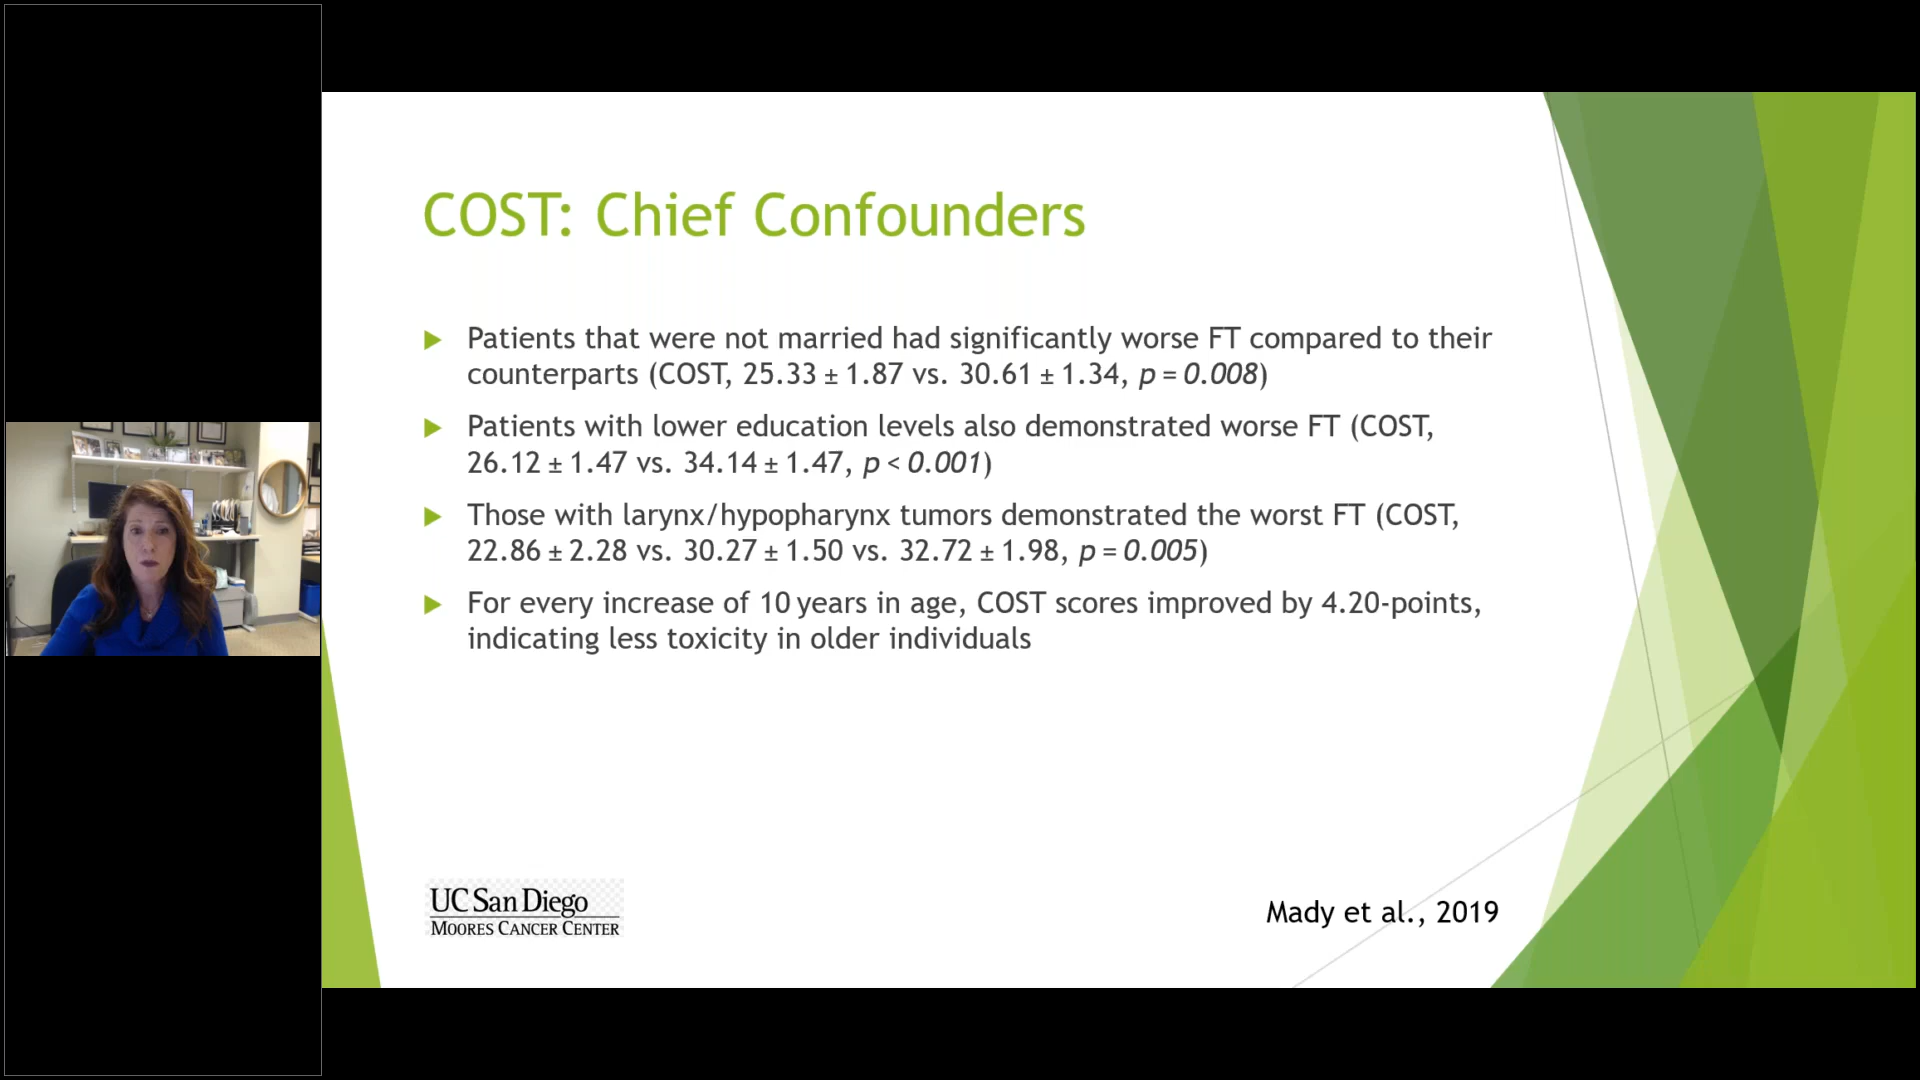 COST: Chief Confounders
Patients that were not married had significantly worse FT compared to their
counterparts (COST, 25.33 ± 1.87 vs. 30.61 ± 1.34, p = 0.008)
Patients with lower education levels also demonstrated worse FT (COST,
26.12 ± 1.47 vs. 34.14 ± 1.47, p < 0.001)
Those with larynx/hypopharynx tumors demonstrated the worst FT (COST,
22.86 ± 2.28 vs. 30.27 ± 1.50 vs. 32.72 ± 1.98, p = 0.005)
For every increase of 10 years in age, COST scores improved by 4.20-points,
indicating less toxicity in older individuals
UC San Diego
MOORES CANCER CENTER
Mady et al., 2019